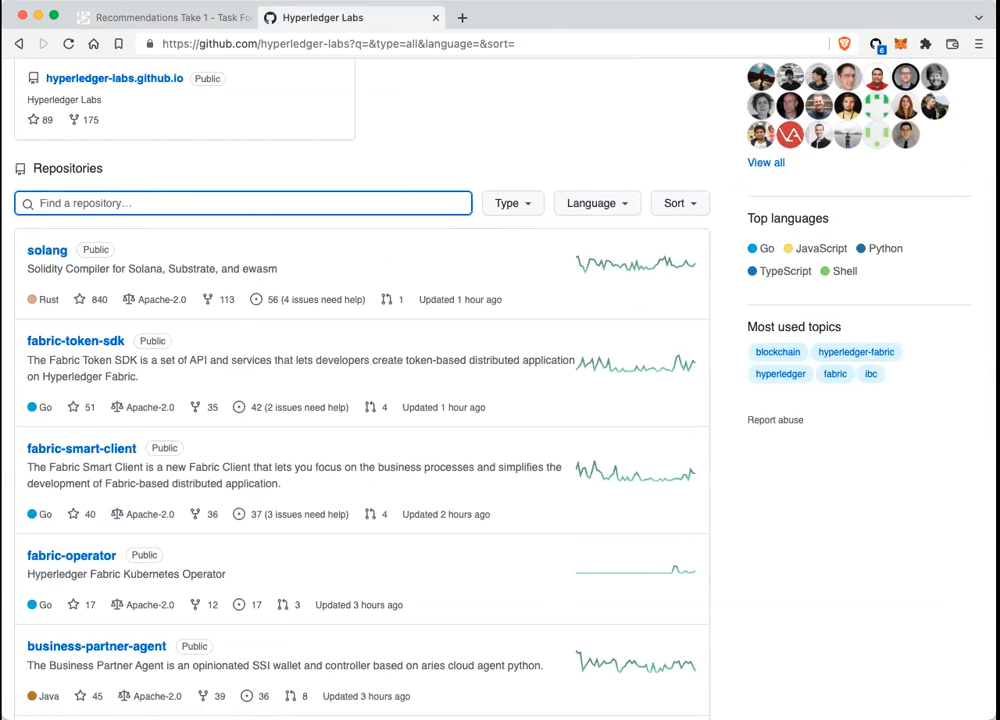 Recommendations Take 1 - Task For
Hyperledger Labs
https://github.com/hyperledger-labs?q=&type=all&language=&sort=
6
hyperledger-labs.github.io Public
Hyperledger Labs
89 175
Repositories
Find a repository…
Type
Language
Sort
solang Public
Solidity Compiler for Solana, Substrate, and ewasm
Rust 840 Apache-2.0 113 56 (4 issues need help) 1 Updated 1 hour ago
fabric-token-sdk Public
The Fabric Token SDK is a set of API and services that lets developers create token-based distributed application
on Hyperledger Fabric.
Go 51 Apache-2.0 35 42 (2 issues need help) 4 Updated 1 hour ago
fabric-smart-client Public
The Fabric Smart Client is a new Fabric Client that lets you focus on the business processes and simplifies the
development of Fabric-based distributed application.
Go 40 Apache-2.0 36 37 (3 issues need help) 4 Updated 2 hours ago
fabric-operator Public
Hyperledger Fabric Kubernetes Operator
Go 17 Apache-2.0 12 17 3 Updated 3 hours ago
business-partner-agent Public
The Business Partner Agent is an opinionated SSI wallet and controller based on aries cloud agent python.
Java 45 Apache-2.0 39 36 8 Updated 3 hours ago
VA
View all
Top languages
Go JavaScript Python
TypeScript Shell
Most used topics
blockchain hyperledger-fabric
hyperledger fabric ibc
Report abuse